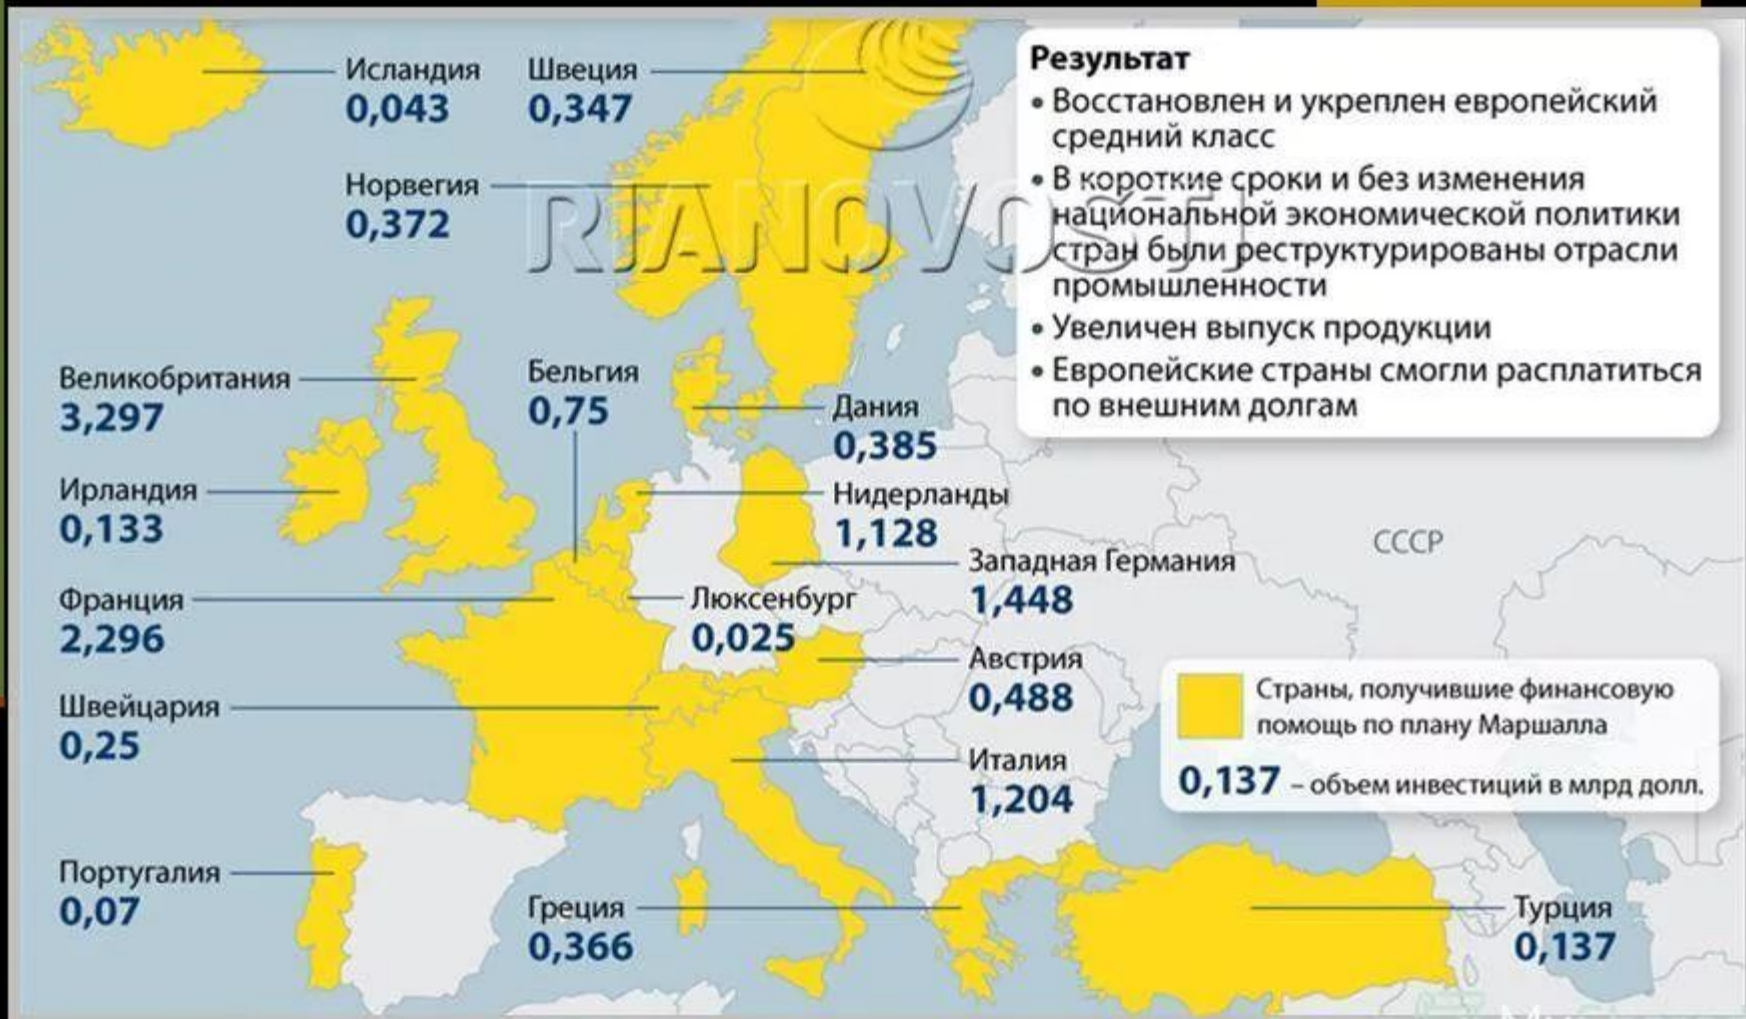 Исландия
0,043
Швеция
0,347
Норвегия
0,372
RIANOVOSTI
Результат
• Восстановлен и укреплен европейский
средний класс
• В короткие сроки и без изменения
национальной экономической политики
стран были реструктурированы отрасли
промышленности
• Увеличен выпуск продукции
• Европейские страны смогли расплатиться
по внешним долгам
Великобритания
3,297
Бельгия
0,75
Дания
0,385
Ирландия
0,133
Нидерланды
1,128
СССР
Западная Германия
1,448
Франция
2,296
Люксенбург
0,025
Австрия
0,488
Швейцария
0,25
Италия
1,204
Страны, получившие финансовую
помощь по плану Маршалла
0,137 – объем инвестиций в млрд долл.
Португалия
0,07
Греция
0,366
Турция
0,137